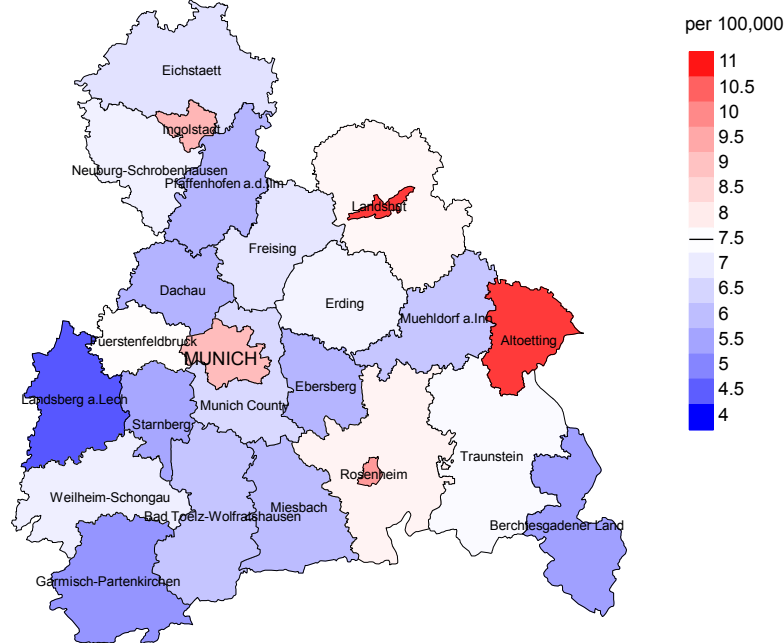 per 100,000
11
10.5
10
9.5
9
8.5
8
7.5
7
6.5
6
5.5
5
4.5
4
Eichstaett
Ingolstadt
Neuburg-Schrobenhausen
Pfaffenhofen a.d.Ilm
Landshut
Freising
Dachau
Erding
Muehldorf a.Inn
Fuerstenfeldbruck
MUNICH
Altoetting
Ebersberg
Landsberg a.Lech
Munich County
Starnberg
Traunstein
Rosenheim
Weilheim-Schongau
Miesbach
Bad Toelz-Wolfratshausen
Berchtesgadener Land
Garmisch-Partenkirchen